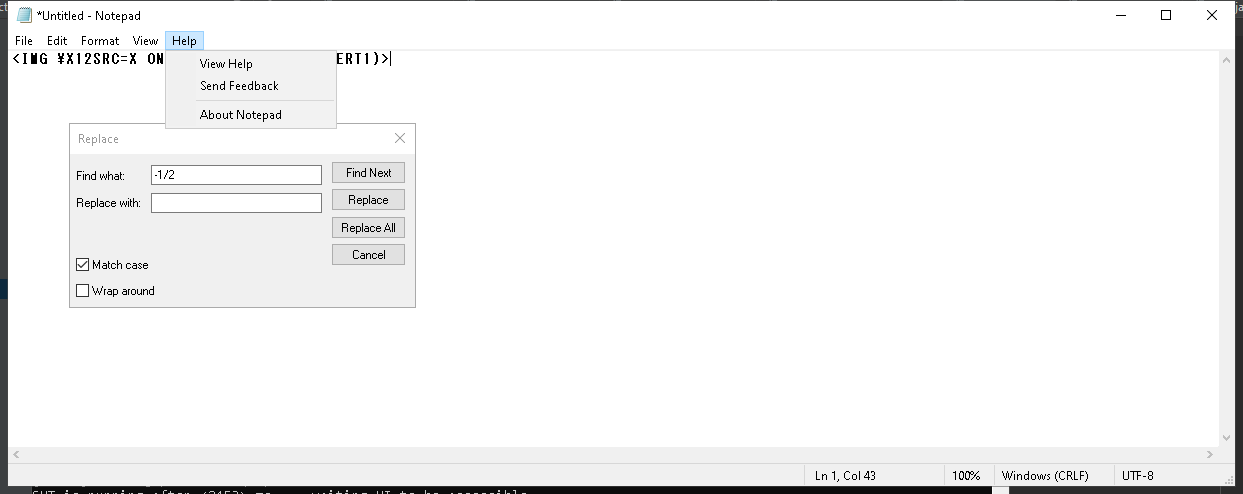 *Untitled - Notepad
File Edit Format View Help
<IMG ¥X12SRC=X ON ERT1)>
View Help
Send Feedback
About Notepad
Replace
Find what: -1/2 Find Next
Replace with: Replace
Replace All
Cancel
Match case
Wrap around
Ln 1, Col 43 100% Windows (CRLF) UTF-8